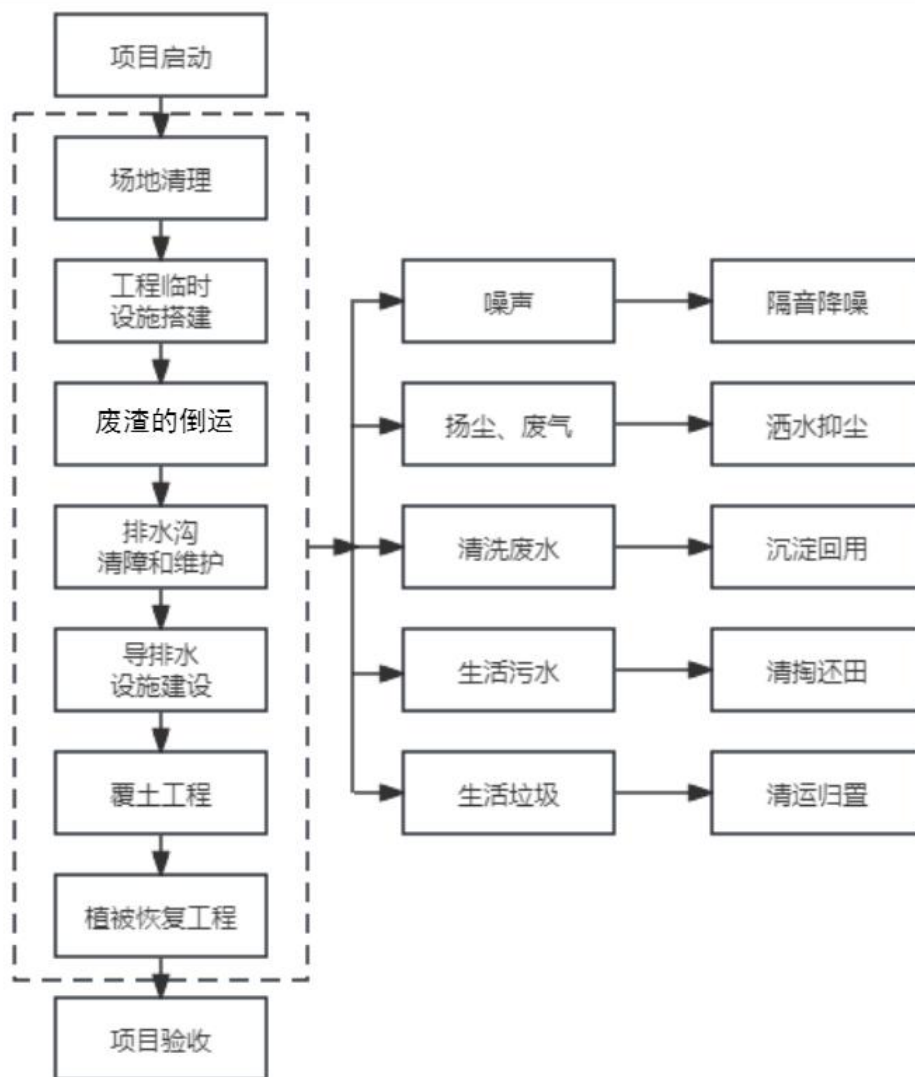 项目启动
场地清理
工程临时
设施搭建
废渣的倒运
排水沟
清障和维护
导排水
设施建设
覆土工程
植被恢复工程
项目验收
噪声
隔音降噪
扬尘、废气
洒水抑尘
清洗废水
沉淀回用
生活污水
清掏还田
生活垃圾
清运归置